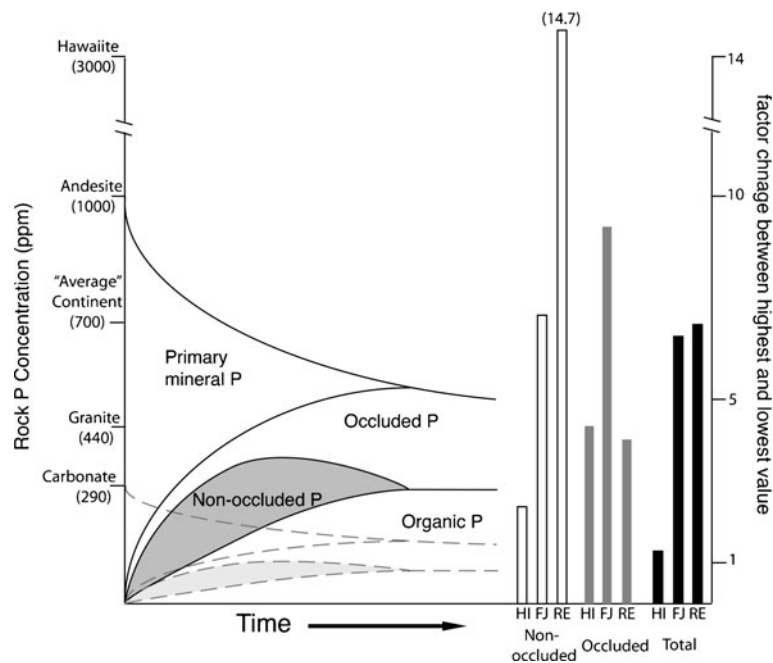 Rock P Concentration (ppm)
Hawaiite
(3000)
Andesite
(1000)
“Average”
Continent
(700)
Granite
(440)
Carbonate
(290)
Primary
mineral P
Occluded P
Non-occluded P
Organic P
Time
(14.7)
HI FJ RE
Non-
occluded
HI FJ RE
Occluded
HI FJ RE
Total
14
10
5
1
factor chnage between highest and lowest value